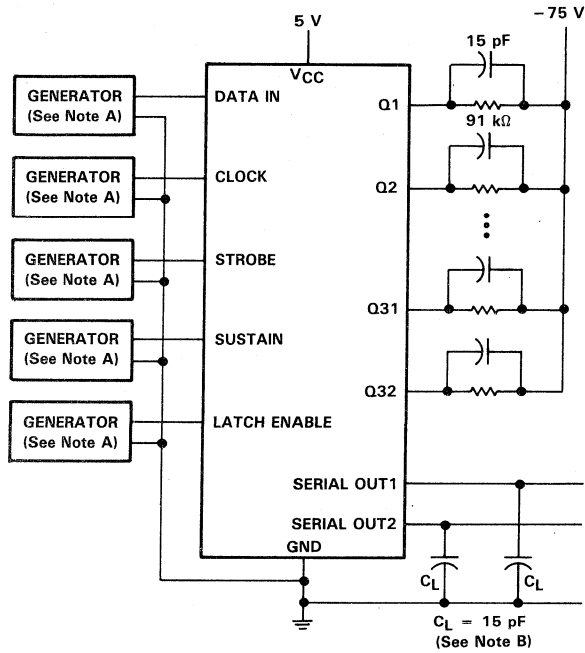 5 V
−75 V
15 pF
VCC
GENERATOR
(See Note A)
DATA IN
Q1
91 kΩ
GENERATOR
(See Note A)
CLOCK
Q2
GENERATOR
(See Note A)
STROBE
Q31
GENERATOR
(See Note A)
SUSTAIN
Q32
GENERATOR
(See Note A)
LATCH ENABLE
SERIAL OUT1
SERIAL OUT2
GND
CL
CL
CL = 15 pF
(See Note B)